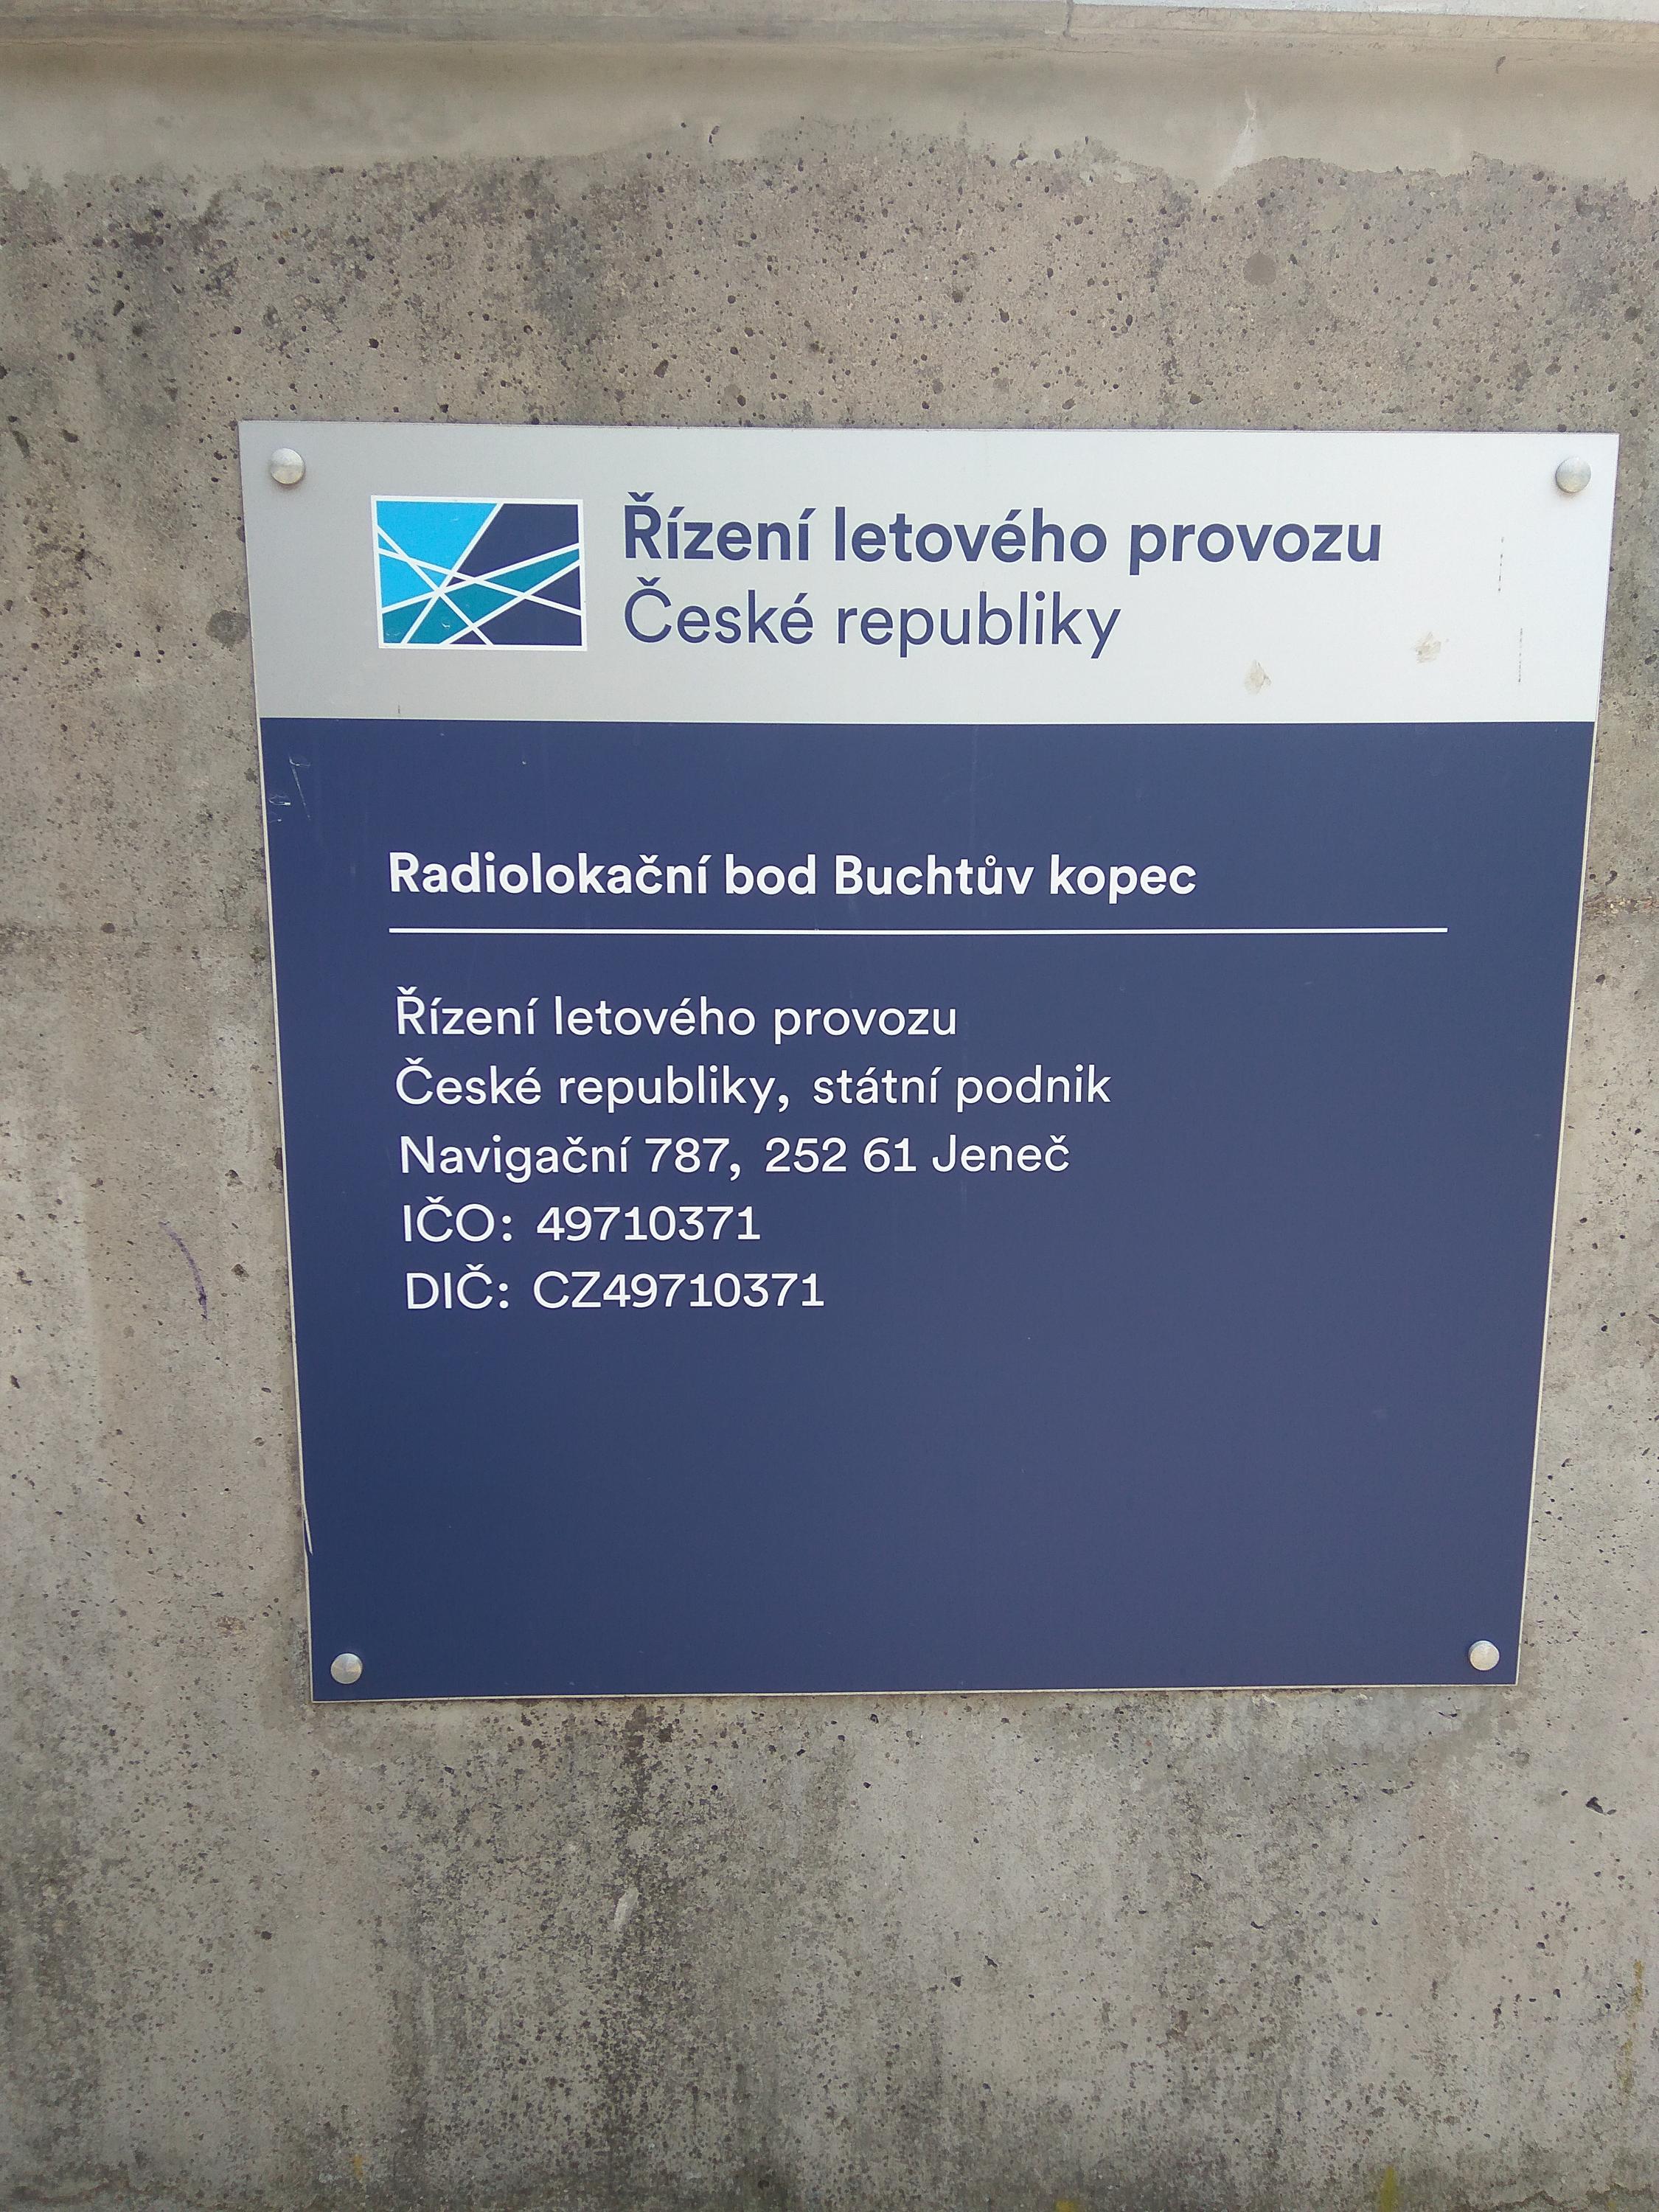 Řízení letového provozu
České republiky
Radiolokační bod Buchtův kopec
Řízení letového provozu
České republiky, státní podnik
Navigační 787, 252 61 Jeneč
IČO: 49710371
DIČ: CZ49710371